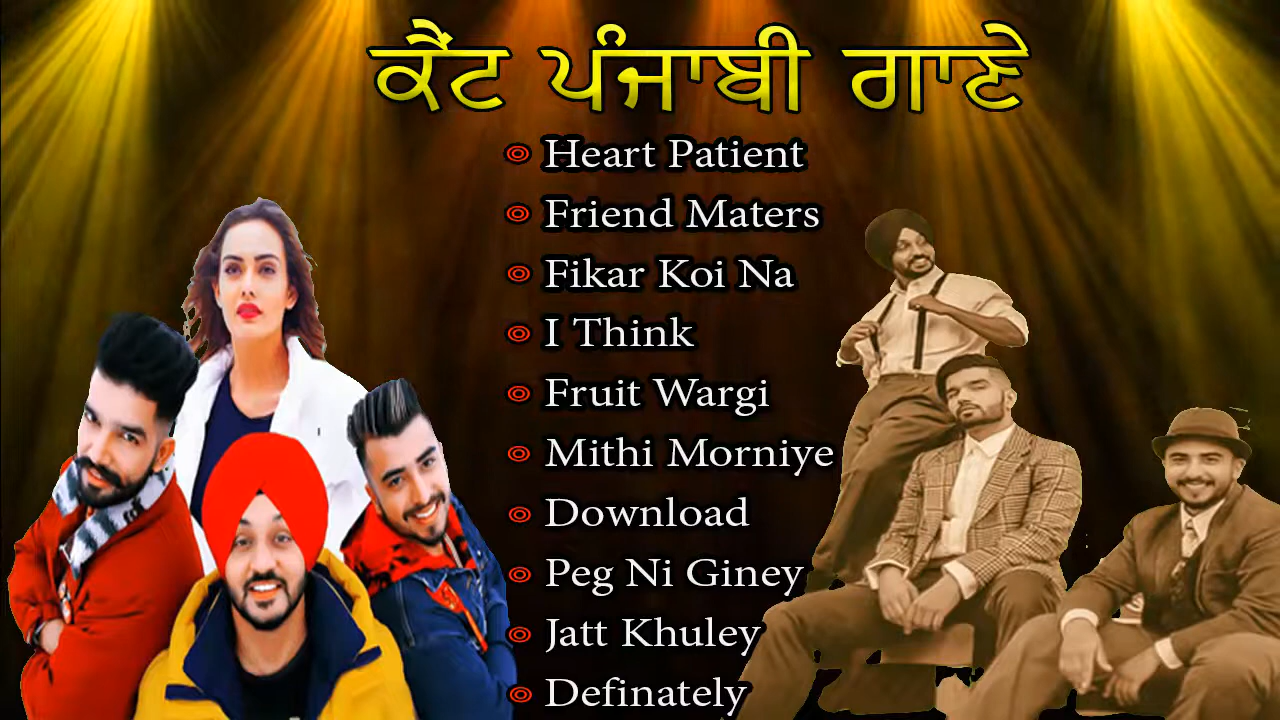 ਕੈਂਟ ਪੰਜਾਬੀ ਗਾਣੇ
Heart Patient
Friend Maters
Fikar Koi Na
I Think
Fruit Wargi
Mithi Morniye
Download
Peg Ni Giney
Jatt Khuley
Definately